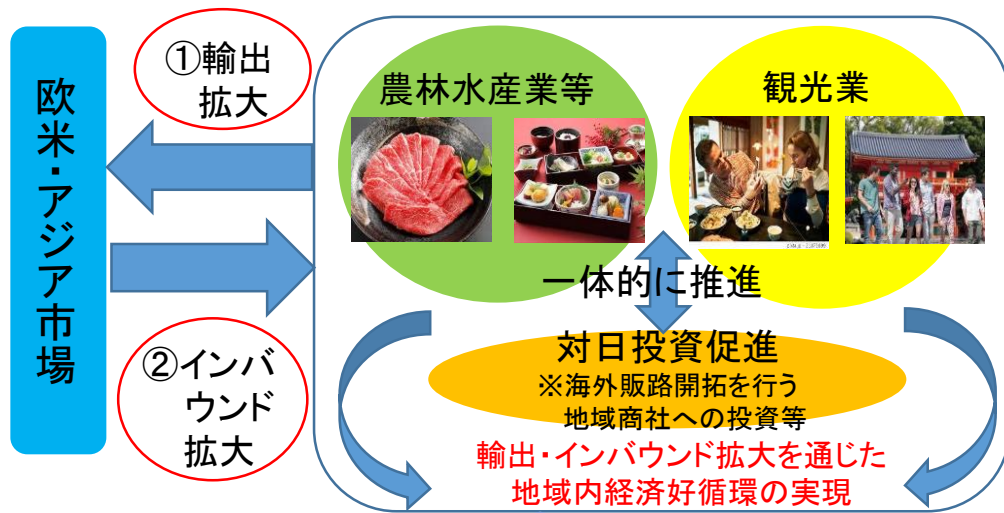 欧米・アジア市場
①輸出
拡大
②インバ
ウンド
拡大
農林水産業等
観光業
一体的に推進
対日投資促進
※海外販路開拓を行う
地域商社への投資等
輸出・インバウンド拡大を通じた
地域内経済好循環の実現